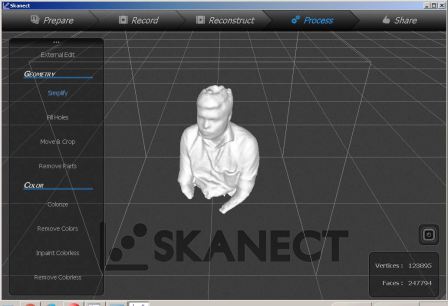 Skanect
Prepare
Record
Reconstruct
Process
Share
External Edit
GEOMETRY
Simplify
Fill Holes
Move & Crop
Remove Parts
COLOR
Colorize
Remove Colors
Inpaint Colorless
Remove Colorless
SKANECT
Vertices : 123895
Faces : 247794